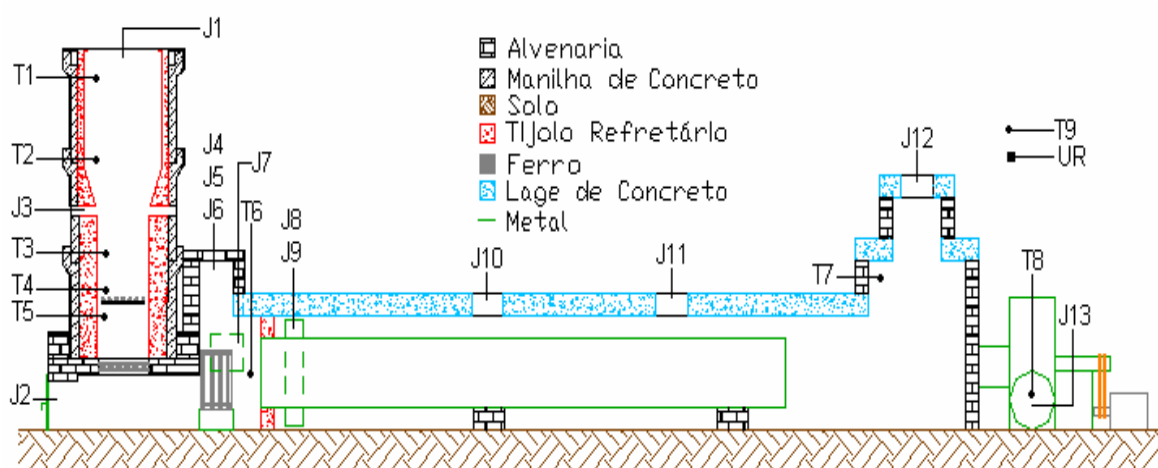 J1
T1
T2
J3
T3
T4
T5
J2
J4
J5
J6
J7
T6
J8
J9
Alvenaria
Manilha de Concreto
Solo
Tijolo Refretário
Ferro
Lage de Concreto
Metal
J10
J11
J12
T7
T9
UR
T8
J13